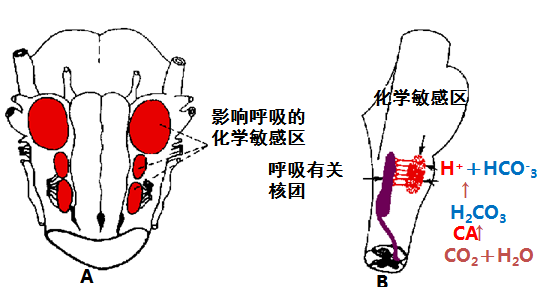 影响呼吸的
化学敏感区
呼吸有关
核团
A
化学敏感区
H⁺+HCO⁻₃
↑
H₂CO₃
CA↑
CO₂+H₂O
B